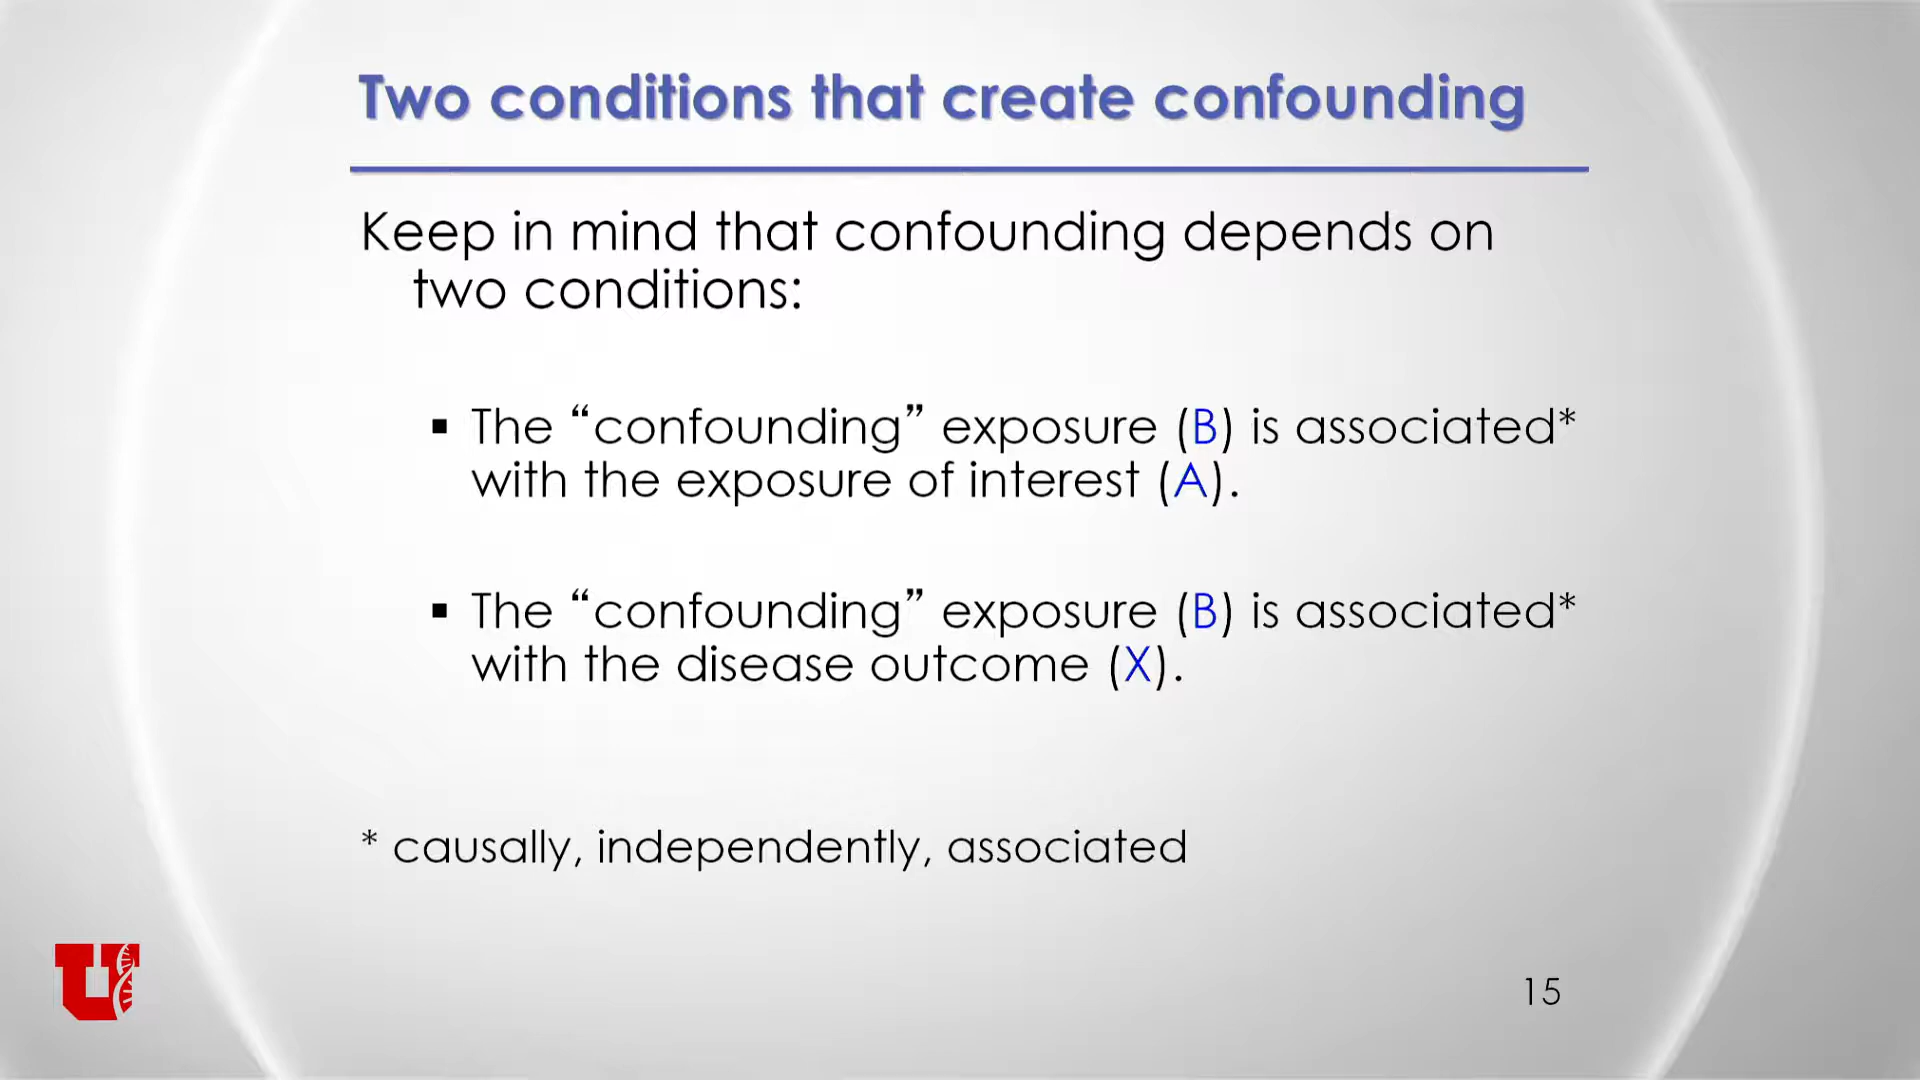 Two conditions that create confounding
Keep in mind that confounding depends on
two conditions:
▪ The “confounding” exposure (B) is associated*
with the exposure of interest (A).
▪ The “confounding” exposure (B) is associated*
with the disease outcome (X).
* causally, independently, associated
U
15